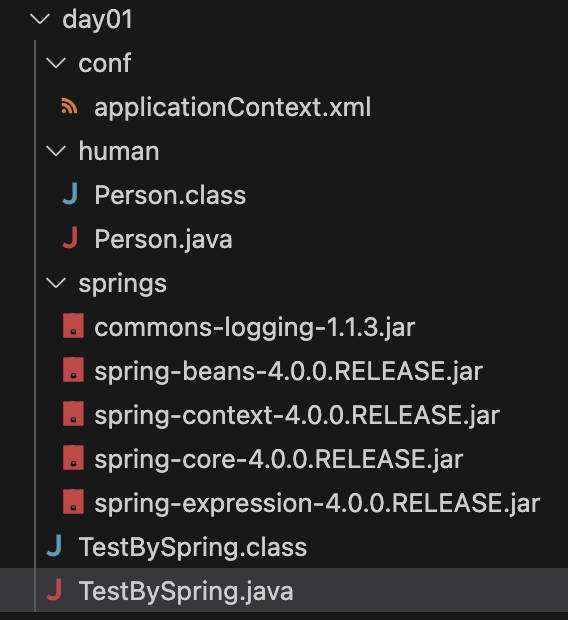 day01
conf
applicationContext.xml
human
Person.class
Person.java
springs
commons-logging-1.1.3.jar
spring-beans-4.0.0.RELEASE.jar
spring-context-4.0.0.RELEASE.jar
spring-core-4.0.0.RELEASE.jar
spring-expression-4.0.0.RELEASE.jar
TestBySpring.class
TestBySpring.java